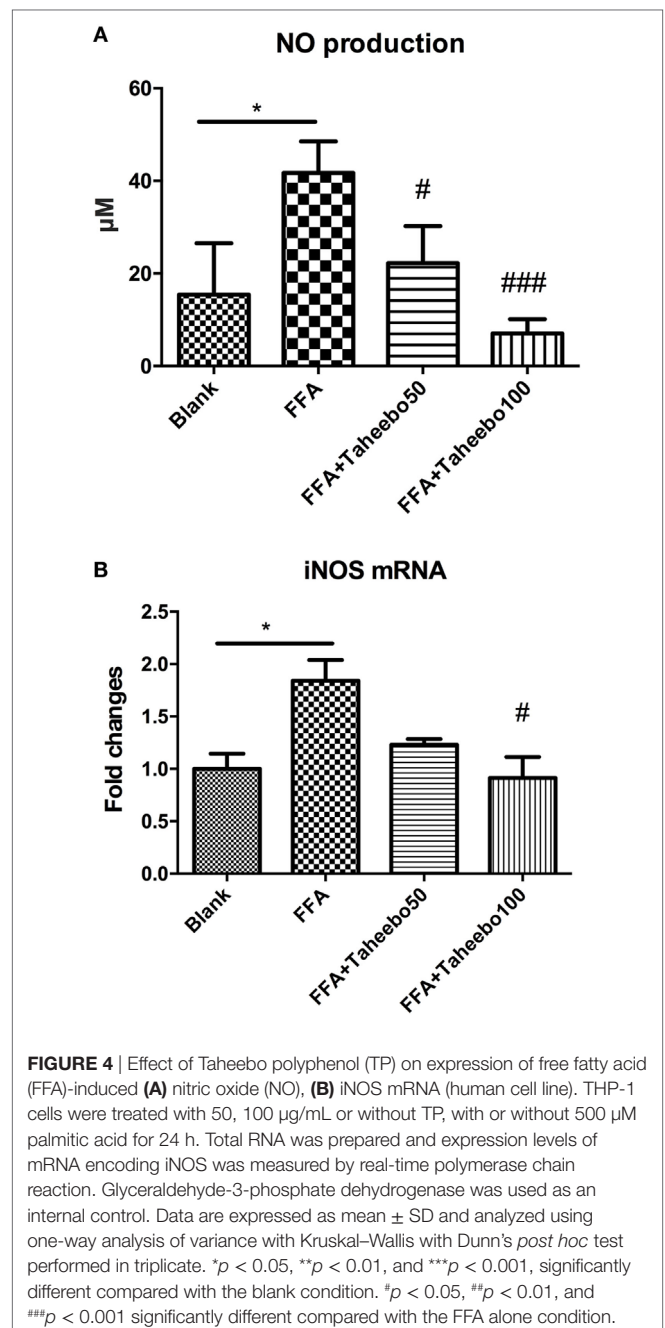 A
NO production
60
40
20
0
µM
*
#
###
Blank
FFA
FFA+Taheebo50
FFA+Taheebo100
B
iNOS mRNA
2.5
2.0
1.5
1.0
0.5
0.0
Fold changes
*
#
Blank
FFA
FFA+Taheebo50
FFA+Taheebo100
FIGURE 4 | Effect of Taheebo polyphenol (TP) on expression of free fatty acid
(FFA)-induced (A) nitric oxide (NO), (B) iNOS mRNA (human cell line). THP-1
cells were treated with 50, 100 µg/mL or without TP, with or without 500 µM
palmitic acid for 24 h. Total RNA was prepared and expression levels of
mRNA encoding iNOS was measured by real-time polymerase chain
reaction. Glyceraldehyde-3-phosphate dehydrogenase was used as an
internal control. Data are expressed as mean ± SD and analyzed using
one-way analysis of variance with Kruskal–Wallis with Dunn's post hoc test
performed in triplicate. *p < 0.05, **p < 0.01, and ***p < 0.001, significantly
different compared with the blank condition. #p < 0.05, ##p < 0.01, and
###p < 0.001 significantly different compared with the FFA alone condition.